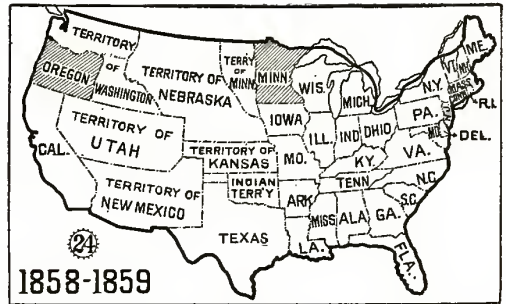 TERRITORY
OF
WASHINGTON
OREGON
TERRITORY OF
NEBRASKA
TERRY
OF
MINN.
MINN.
WIS.
MICH.
ME.
VT.
N.H.
MASS.
R.I.
N.Y.
PA.
DEL.
MD.
IOWA
ILL.
IND.
OHIO
CAL.
TERRITORY OF
UTAH
TERRITORY OF
KANSAS
MO.
KY.
VA.
TERRITORY OF
NEW MEXICO
INDIAN
TERR'Y
ARK.
TENN.
N.C.
S.C.
TEXAS
LA.
MISS.
ALA.
GA.
FLA.
24
1858-1859